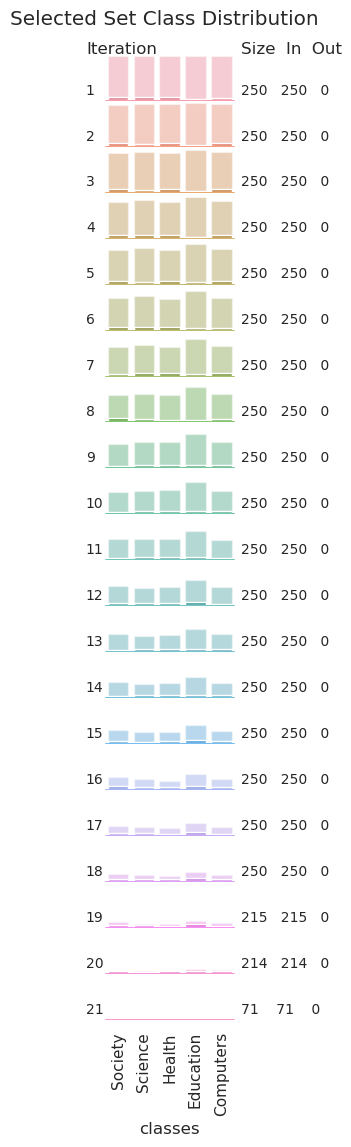 Selected Set Class Distribution
Iteration Size In Out
1 250 250 0
2 250 250 0
3 250 250 0
4 250 250 0
5 250 250 0
6 250 250 0
7 250 250 0
8 250 250 0
9 250 250 0
10 250 250 0
11 250 250 0
12 250 250 0
13 250 250 0
14 250 250 0
15 250 250 0
16 250 250 0
17 250 250 0
18 250 250 0
19 215 215 0
20 214 214 0
21 71 71 0
Society
Science
Health
Education
Computers
classes